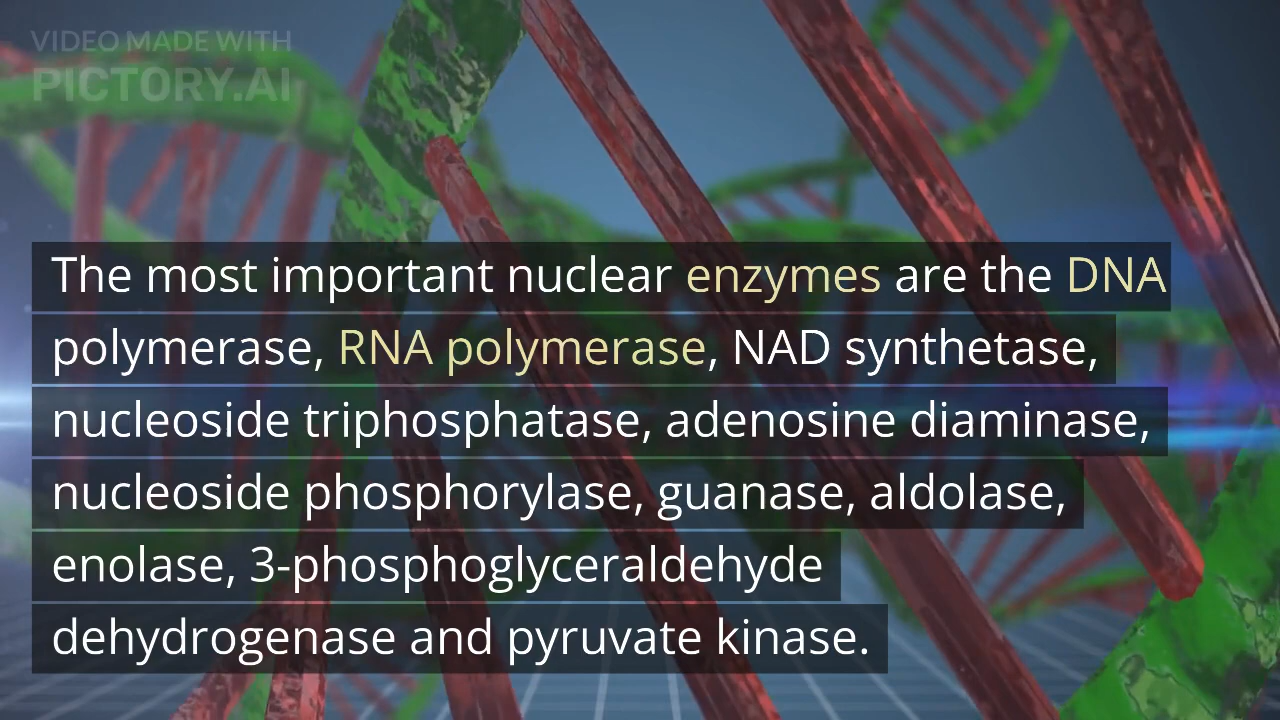 VIDEO MADE WITH
PICTORY.AI
The most important nuclear enzymes are the DNA
polymerase, RNA polymerase, NAD synthetase,
nucleoside triphosphatase, adenosine diaminase,
nucleoside phosphorylase, guanase, aldolase,
enolase, 3-phosphoglyceraldehyde
dehydrogenase and pyruvate kinase.